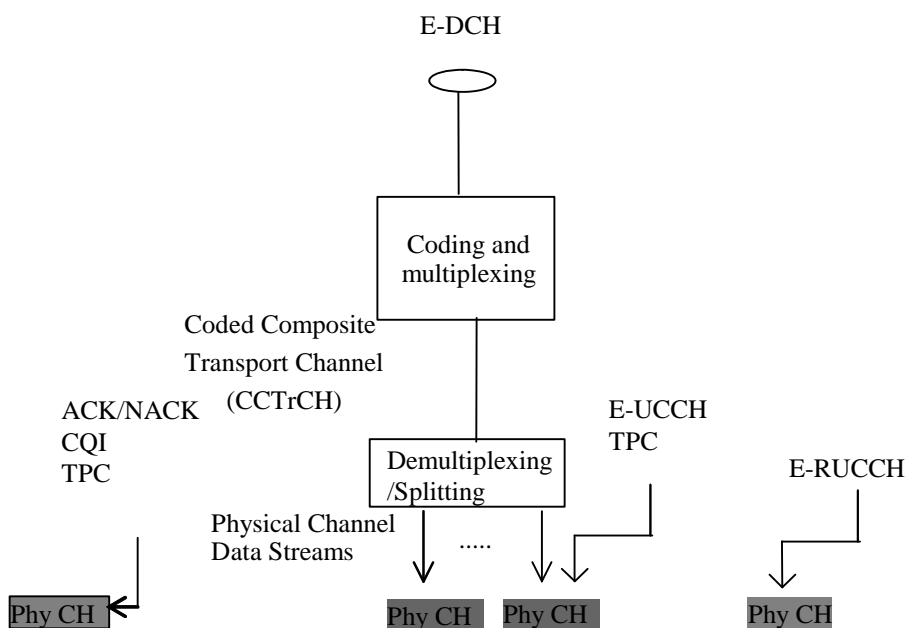 E-DCH
Coding and
multiplexing
Coded Composite
Transport Channel
(CCTrCH)
ACK/NACK
CQI
TPC
E-UCCH
TPC
Demultiplexing
/Splitting
E-RUCCH
Physical Channel
Data Streams
.....
Phy CH
Phy CH
Phy CH
Phy CH